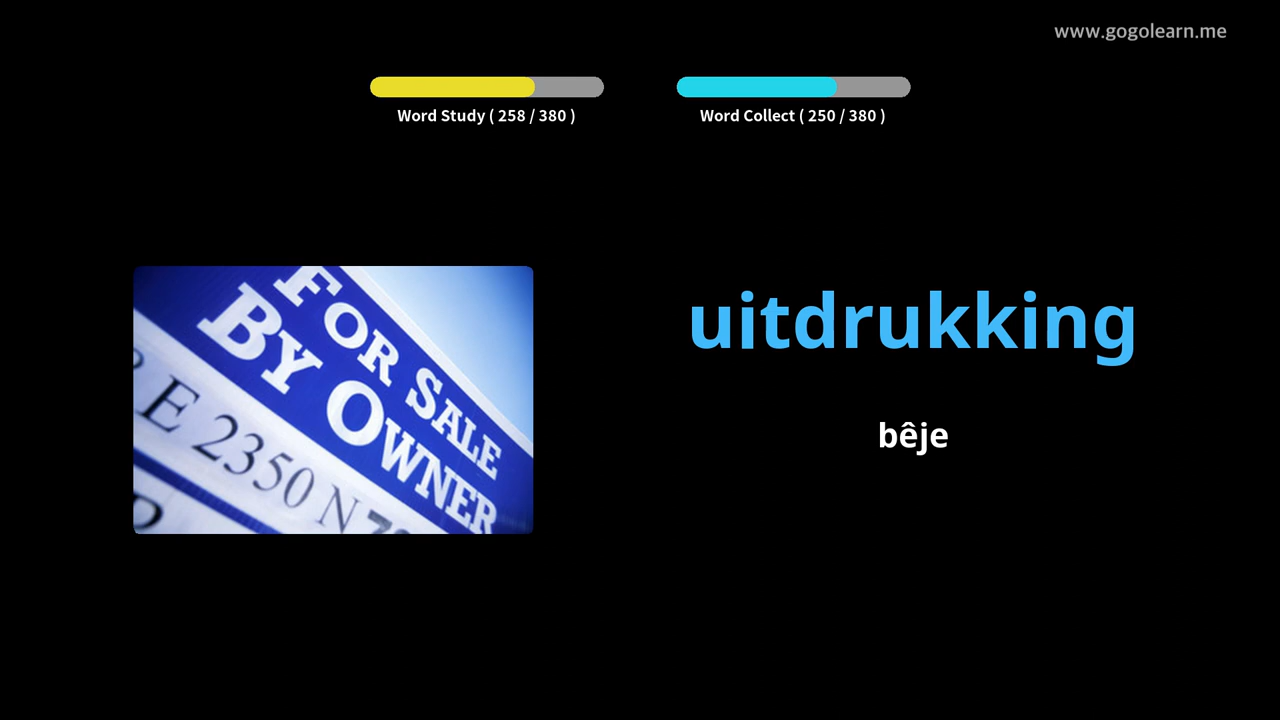 www.gogolearn.me
Word Study ( 258 / 380 )
Word Collect ( 250 / 380 )
FOR SALE
BY OWNER
E 2350 N
uitdrukking
bêje